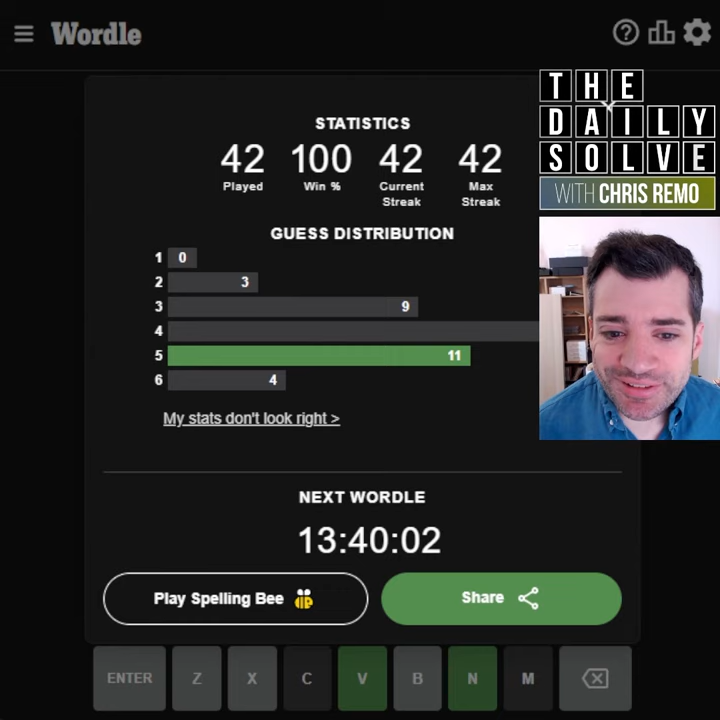 Wordle
THE
DAILY
SOLVE
WITH CHRIS REMO
STATISTICS
42 100 42 42
Played Win % Current Streak Max Streak
GUESS DISTRIBUTION
1 0
2 3
3 9
4
5 11
6 4
My stats don't look right >
NEXT WORDLE
13:40:02
Play Spelling Bee
Share
ENTER Z X C V B N M